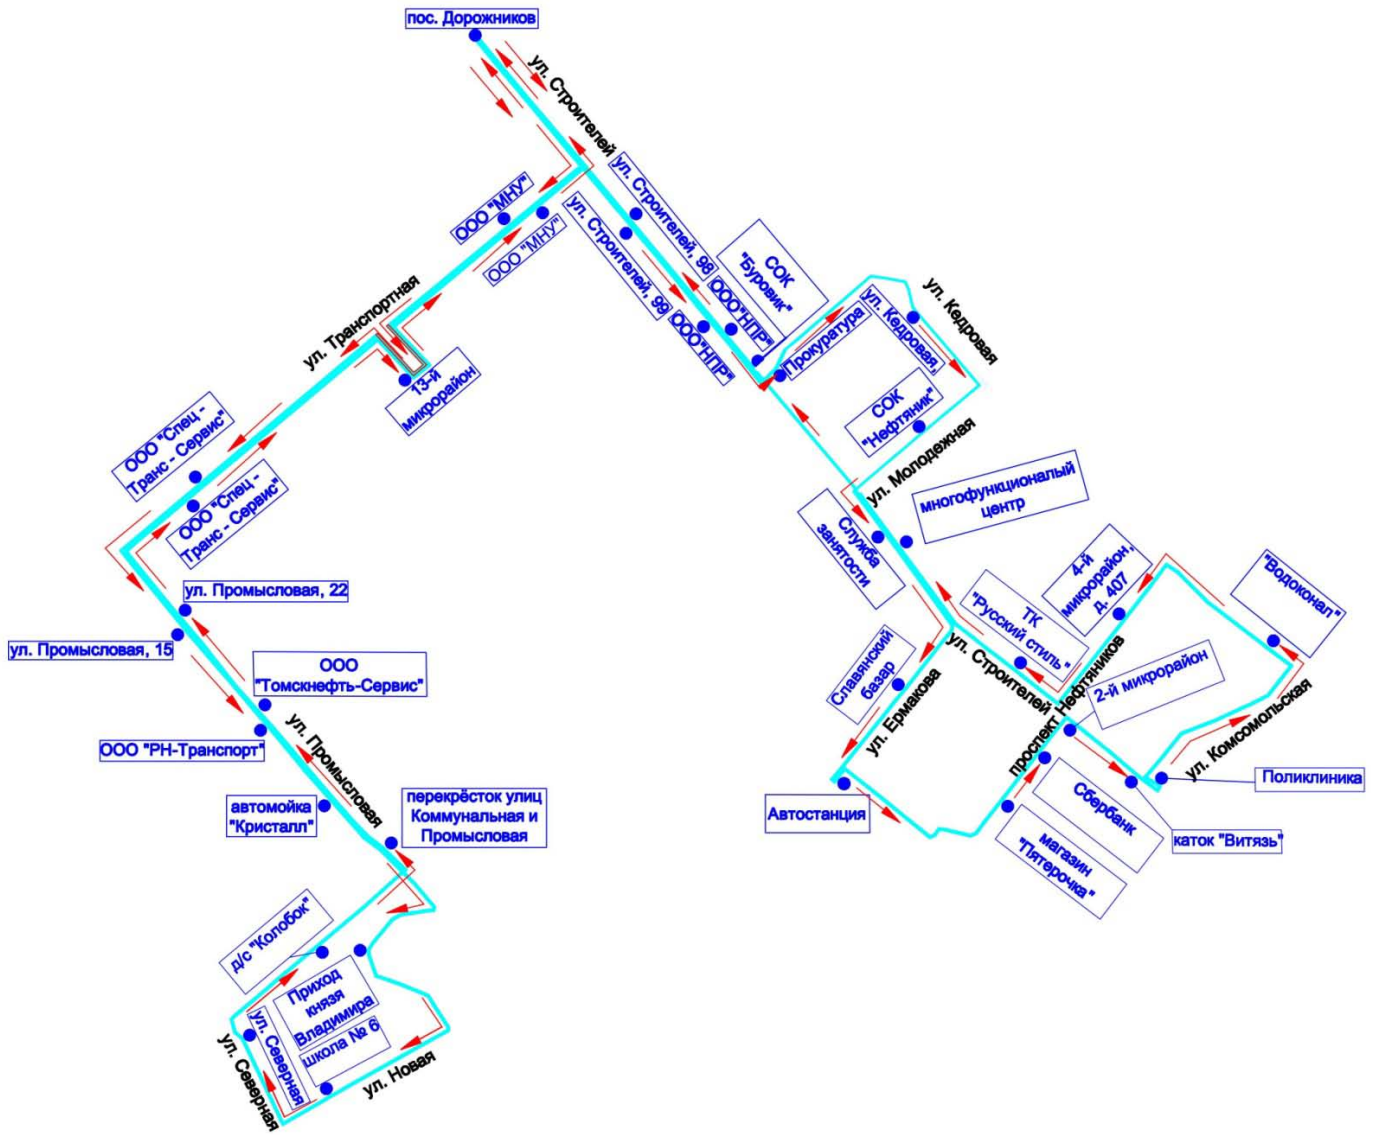 пос. Дорожников
ул. Строителей
ООО "МНУ"
ООО "МНУ"
ул. Строителей, 98
ул. Строителей, 99
ООО"НПР"
ООО"НПР"
СОК
"Буровик"
Прокуратура
ул. Кедровая,
ул. Кедровая
СОК
"Нефтяник"
ул. Молодежная
ул. Транспортная
13-й
микрорайон
ООО "Спец -
Транс - Сервис"
ООО "Спец -
Транс - Сервис"
многофункциональй
центр
Служба
занятости
4-й
микрорайон,
д. 407
"Водоконал"
ТК
"Русский стиль"
ул. Промысловая, 22
ул. Промысловая, 15
Славянский
базар
ул. Ермакова
ул. Строителей
проспект Нефтяников
2-й микрорайон
ул. Комсомольская
ООО
"Томскнефть-Сервис"
ООО "РН-Транспорт"
ул. Промысловая
Поликлиника
Сбербанк
каток "Витязь"
магазин
"Пятерочка"
Автостанция
автомойка
"Кристалл"
перекрёсток улиц
Коммунальная и
Промысловая
д/с "Колобок"
Приход
князя
Владимира
школа № 6
ул. Северная
ул. Северная
ул. Новая